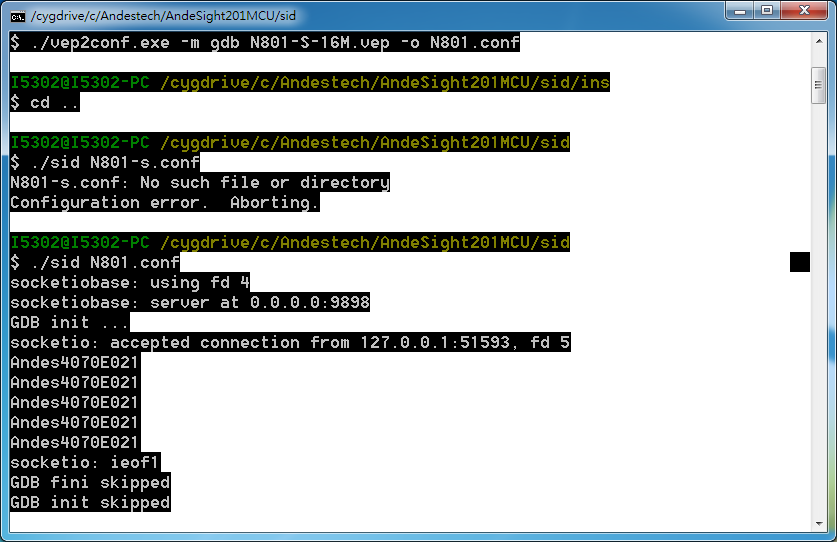 /cygdrive/c/Andestech/AndeSight201MCU/sid
$ ./vep2conf.exe -m gdb N801-S-16M.vep -o N801.conf
I5302@I5302-PC /cygdrive/c/Andestech/AndeSight201MCU/sid/ins
$ cd ..
I5302@I5302-PC /cygdrive/c/Andestech/AndeSight201MCU/sid
$ ./sid N801-s.conf
N801-s.conf: No such file or directory
Configuration error.  Aborting.
I5302@I5302-PC /cygdrive/c/Andestech/AndeSight201MCU/sid
$ ./sid N801.conf
socketiobase: using fd 4
socketiobase: server at 0.0.0.0:9898
GDB init ...
socketio: accepted connection from 127.0.0.1:51593, fd 5
Andes4070E021
Andes4070E021
Andes4070E021
Andes4070E021
Andes4070E021
socketio: ieof1
GDB fini skipped
GDB init skipped